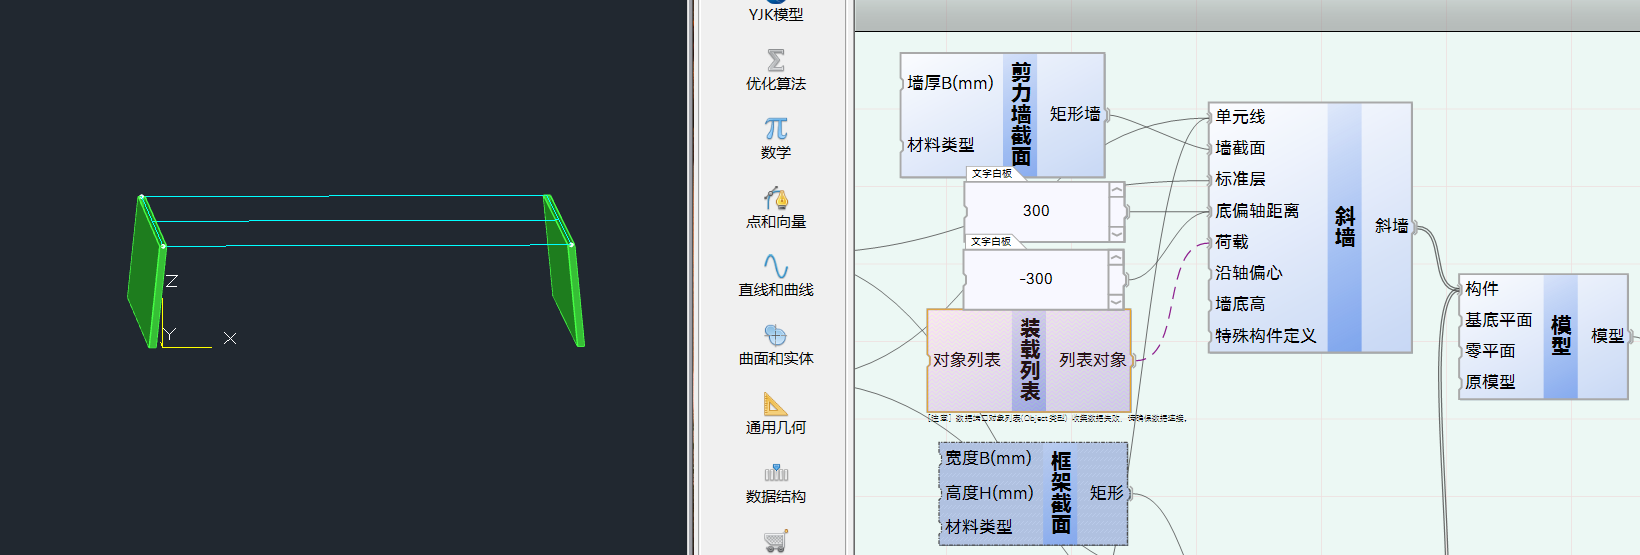 Z
Y
X
YJK模型
优化算法
数学
点和向量
直线和曲线
曲面和实体
通用几何
数据结构
墙厚B(mm)
材料类型
剪力墙截面
矩形墙
文字白板
300
文字白板
-300
对象列表
装载列表
列表对象
宽度B(mm)
高度H(mm)
材料类型
框架截面
矩形
单元线
墙截面
标准层
底偏轴距离
荷载
沿轴偏心
墙底高
特殊构件定义
斜墙
斜墙
构件
基底平面
零平面
原模型
模型
模型